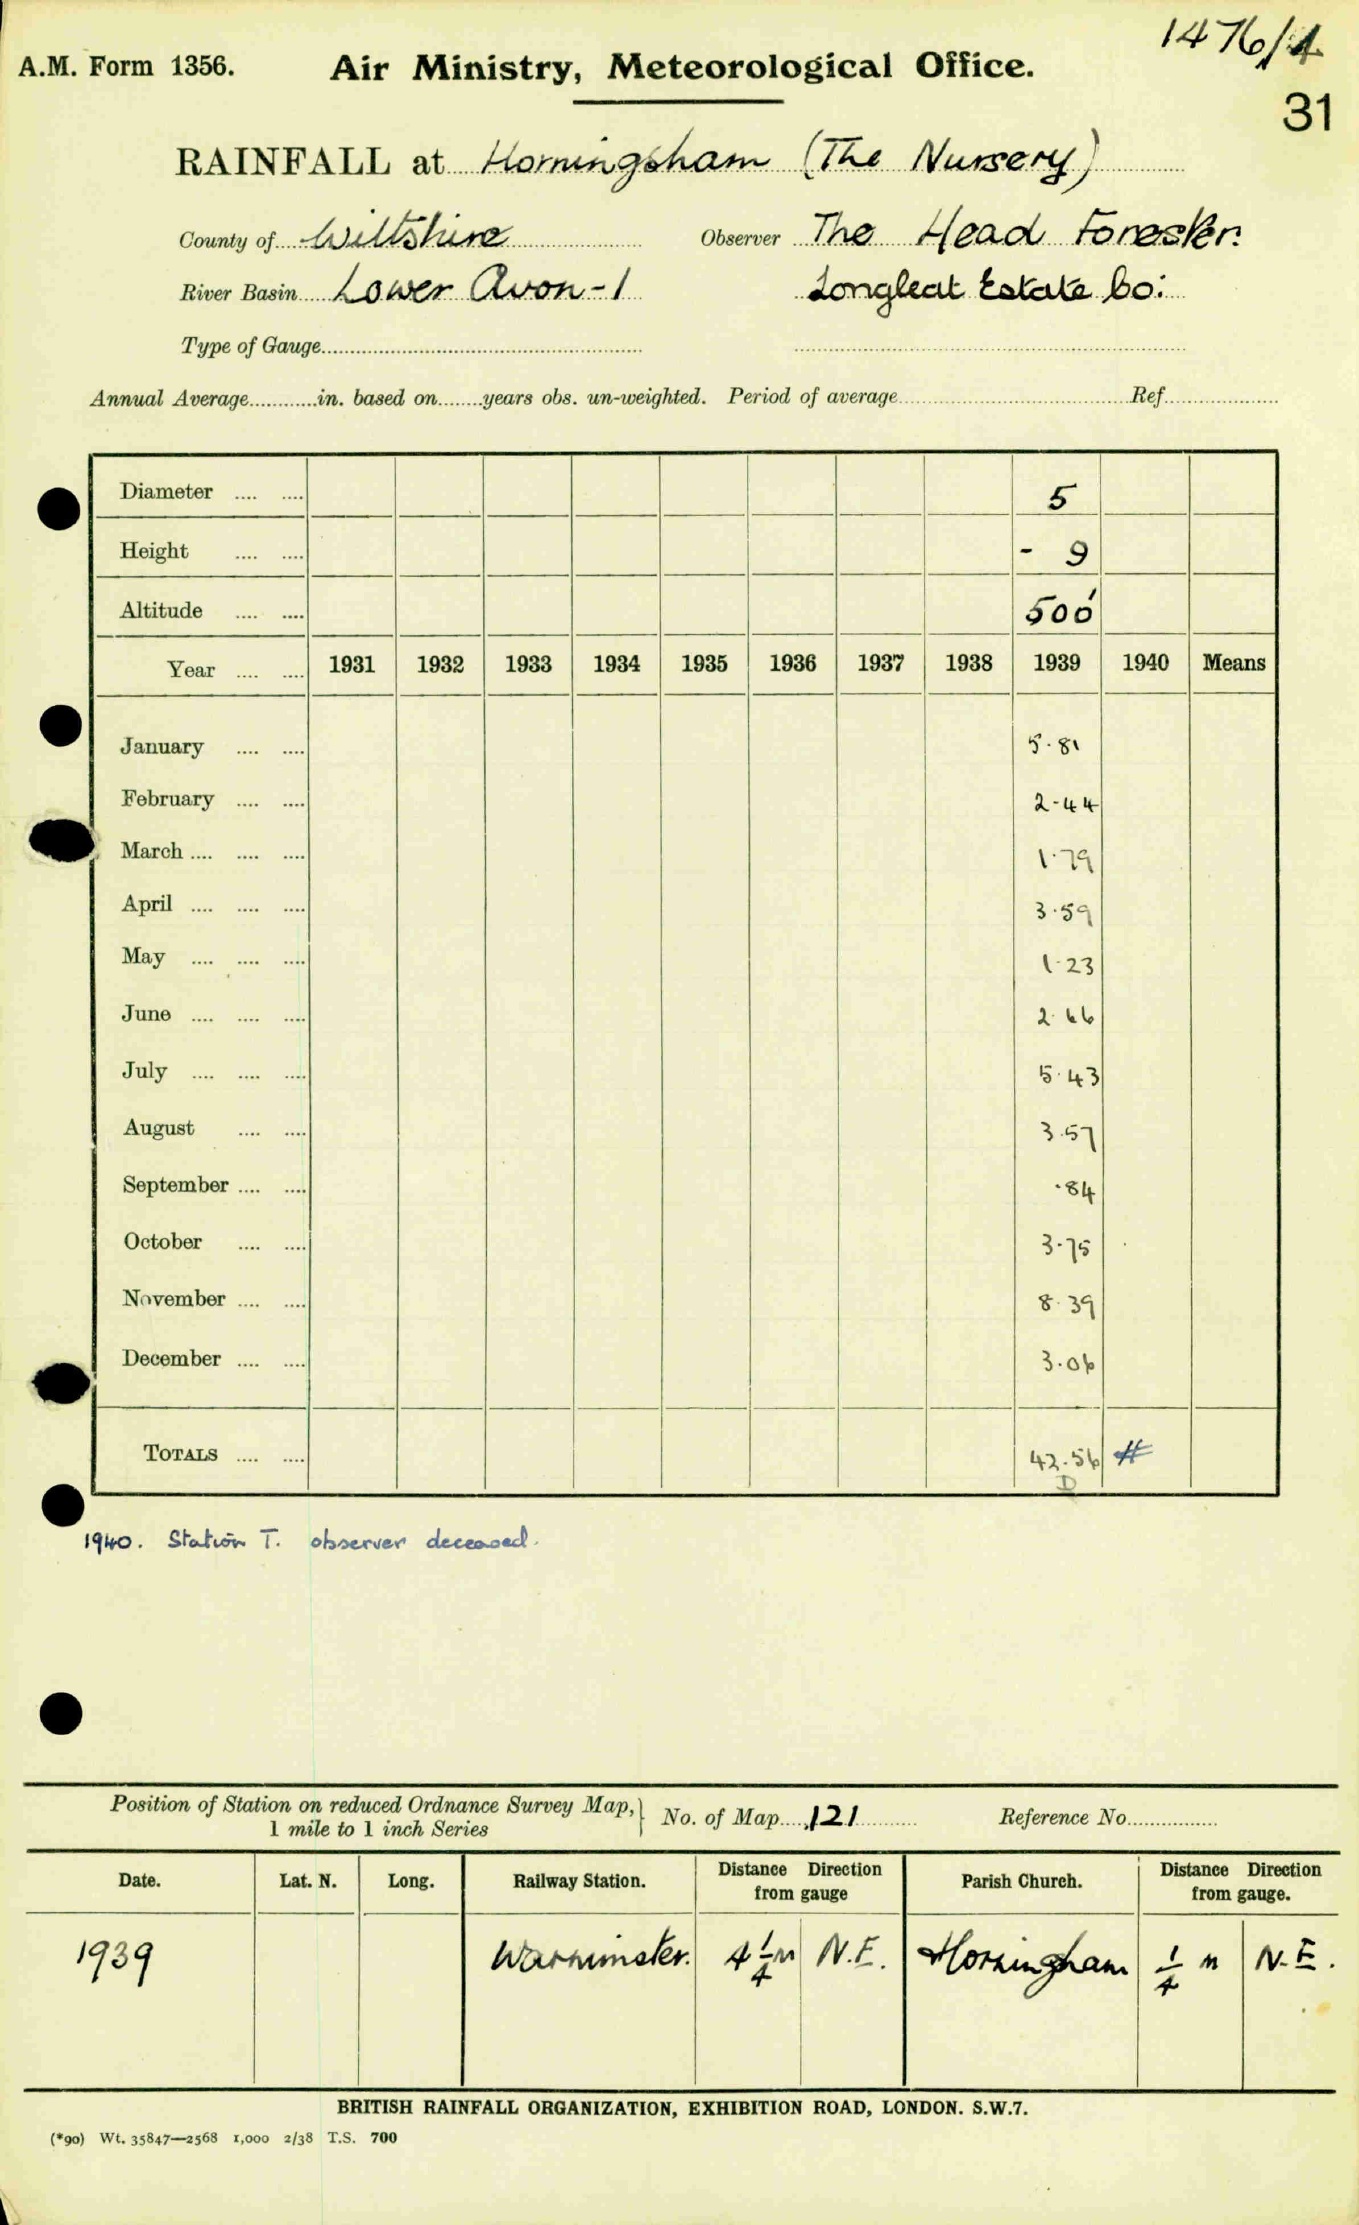 1476/1
A.M. Form 1356. Air Ministry, Meteorological Office.
31
RAINFALL at Horningsham (The Nursery)
County of Wiltshire Observer The Head Forester.
River Basin Lower Avon-1 Longleat Estate Co:
Type of Gauge
Annual Average in. based on years obs. un-weighted. Period of average Ref.
Diameter 5
Height - 9
Altitude 500'
Year 1931 1932 1933 1934 1935 1936 1937 1938 1939 1940 Means
January 5.81
February 2.44
March 1.79
April 3.59
May 1.23
June 2.66
July 5.43
August 3.57
September .84
October 3.75
November 8.39
December 3.06
TOTALS 42.56 #
D
1940. Station T. observer deceased.
Position of Station on reduced Ordnance Survey Map, 1 mile to 1 inch Series } No. of Map 121 Reference No.
Date. Lat. N. Long. Railway Station. Distance Direction from gauge Parish Church. Distance Direction from gauge.
1939 Warminster. 4 1/4 m N.E. Horningham 1/4 m N.E.
BRITISH RAINFALL ORGANIZATION, EXHIBITION ROAD, LONDON. S.W.7.
(*90) Wt. 35847—2568 1,000 2/38 T.S. 700